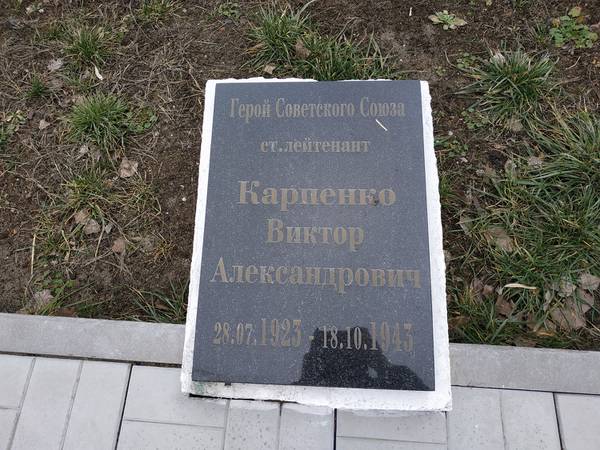 Герой Советского Союза
ст.лейтенант
Карпенко
Виктор
Александрович
28.07.1923 - 18.10.1943